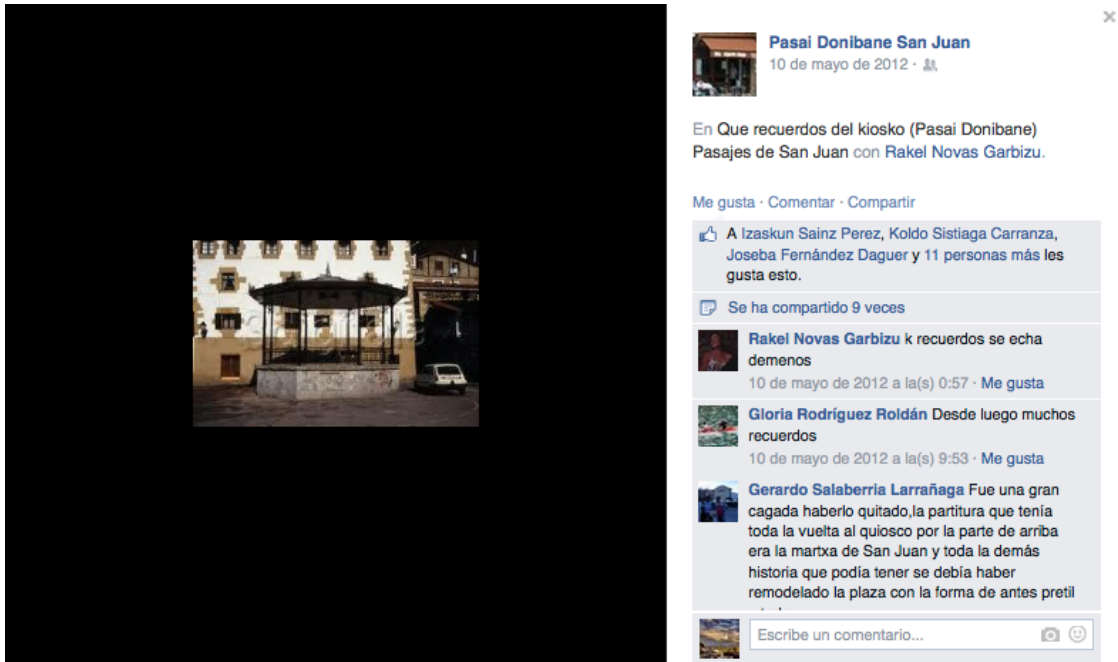 Pasai Donibane San Juan
10 de mayo de 2012 ·
En Que recuerdos del kiosko (Pasai Donibane)
Pasajes de San Juan con Rakel Novas Garbizu.
Me gusta · Comentar · Compartir
A Izaskun Sainz Perez, Koldo Sistiaga Carranza,
Joseba Fernández Daguer y 11 personas más les
gusta esto.
Se ha compartido 9 veces
Rakel Novas Garbizu k recuerdos se echa
demenos
10 de mayo de 2012 a la(s) 0:57 · Me gusta
Gloria Rodríguez Roldán Desde luego muchos
recuerdos
10 de mayo de 2012 a la(s) 9:53 · Me gusta
Gerardo Salaberria Larrañaga Fue una gran
cagada haberlo quitado,la partitura que tenía
toda la vuelta al quiosco por la parte de arriba
era la martxa de San Juan y toda la demás
historia que podía tener se debía haber
remodelado la plaza con la forma de antes pretil
Escribe un comentario...